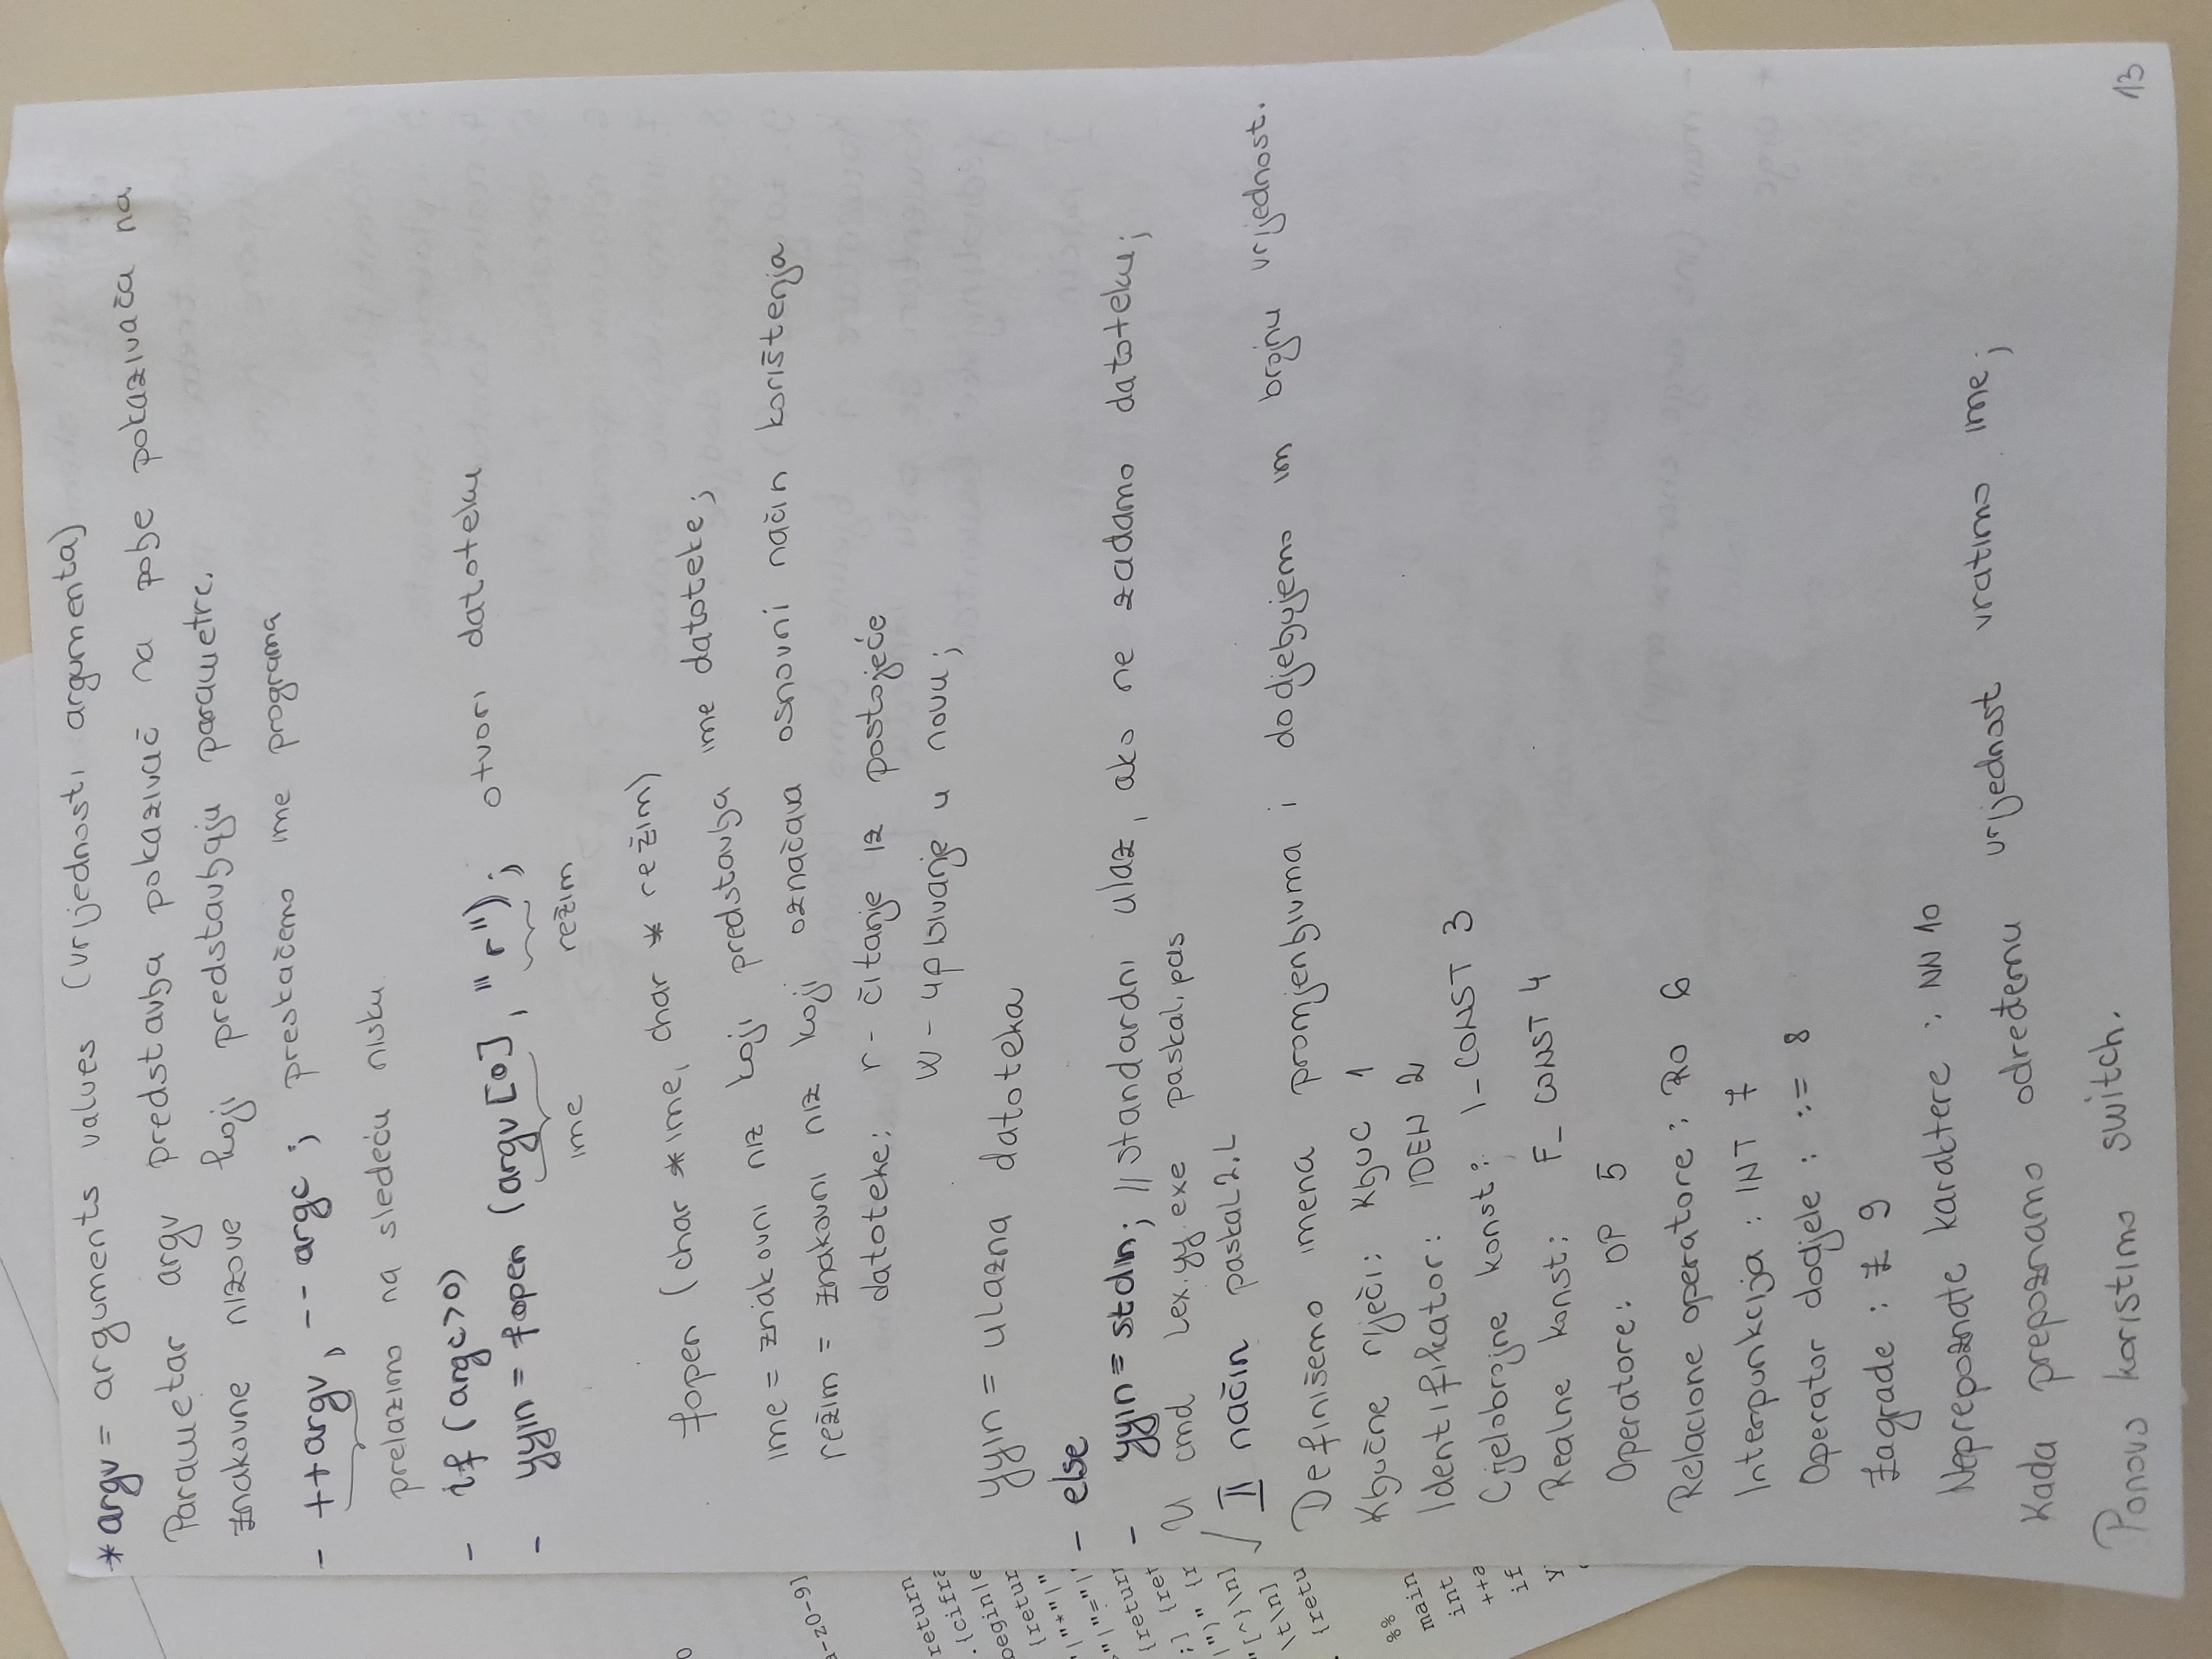 *argv = arguments values (vrijednosti argumenta)
Parametar argv predstavlja pokazivač na polje pokazivača na
znakovne nizove koji predstavljaju parametre.
- ++argv, --argc ; preskačemo ime programa
prelazimo na sledeću nisku
- if (argc>0)
- yyin = fopen (argv[0], "r"); otvori datoteku
ime režim
fopen (char *ime, char * režim)
ime = znakovni niz koji predstavlja ime datoteke;
režim = znakovni niz koji označava osnovni način korištenja
datoteke: r - čitanje iz postojeće
w - upisivanje u novu;
yyin = ulazna datoteka
- else
- yyin = stdin; //standardni ulaz, ako ne zadamo datoteku;
U cmd Lex.yy.exe paskal.pas
✓ II način paskal2.L
Definišemo imena promjenljivma i dodjeljujemo im brojnu vrijednost.
Ključne riječi: KLJUC 1
Identifikator: IDEN 2
Cjelobrojne konst: I_CONST 3
Realne konst: F_CONST 4
Operatore: OP 5
Relacione operatore: RO 6
Interpunkcija: INT 7
Operator dodjele: := 8
Zagrade: Z 9
Neprepoznate karaktere: NN 10
Kada prepoznamo određemu vrijednost vratimo ime;
Ponovo koristimo switch.
13
0
a-z0-9]
return
.{cifra
begin|e
{retur
"|"*"|"
>"|"="|"
{return
;] {ret
|")" {r
"[^}\n]
\t\n]
. {retu
%%
main
int
++a
if
y